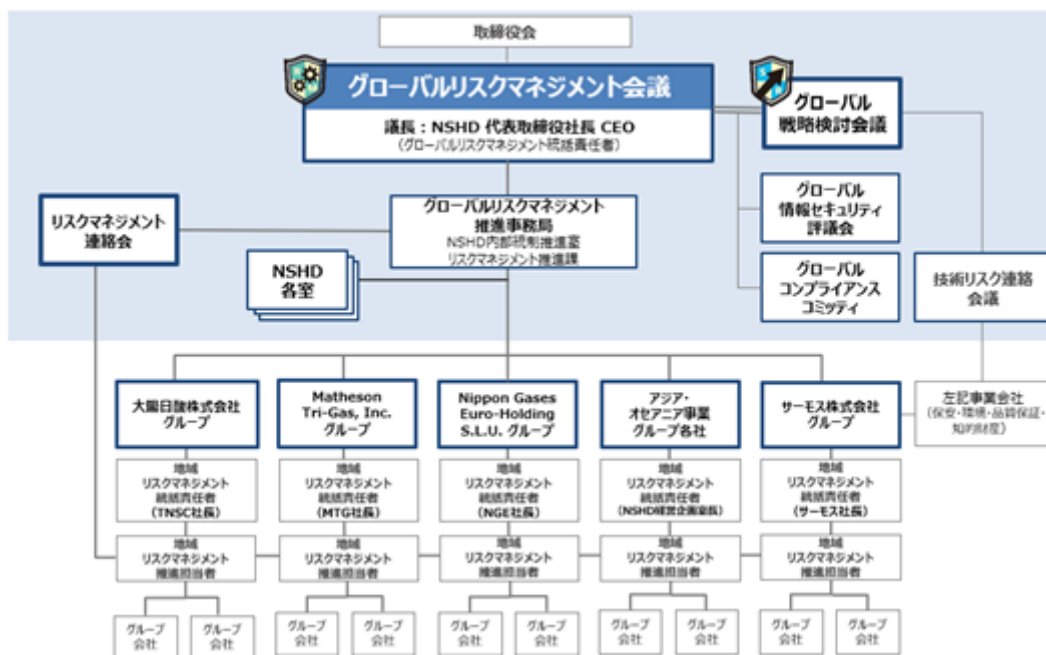 取締役会
グローバルリスクマネジメント会議
議長：NSHD 代表取締役社長 CEO
（グローバルリスクマネジメント統括責任者）
グローバル
戦略検討会議
リスクマネジメント
連絡会
グローバルリスクマネジメント
推進事務局
NSHD内部統制推進室
リスクマネジメント推進課
グローバル
情報セキュリティ
評議会
NSHD
各室
グローバル
コンプライアンス
コミッティ
技術リスク連絡
会議
大陽日酸株式会社
グループ
Matheson
Tri-Gas, Inc.
グループ
Nippon Gases
Euro-Holding
S.L.U. グループ
アジア・
オセアニア事業
グループ各社
サーモス株式会社
グループ
左記事業会社
（保安・環境・品質保証・
知的財産）
地域
リスクマネジメント
統括責任者
(TNSC社長)
地域
リスクマネジメント
統括責任者
(MTG社長)
地域
リスクマネジメント
統括責任者
(NGE社長)
地域
リスクマネジメント
統括責任者
(NSHD経営企画室長)
地域
リスクマネジメント
統括責任者
(サーモス社長)
地域
リスクマネジメント
推進担当者
地域
リスクマネジメント
推進担当者
地域
リスクマネジメント
推進担当者
地域
リスクマネジメント
推進担当者
地域
リスクマネジメント
推進担当者
グループ
会社
グループ
会社
グループ
会社
グループ
会社
グループ
会社
グループ
会社
グループ
会社
グループ
会社
グループ
会社
グループ
会社